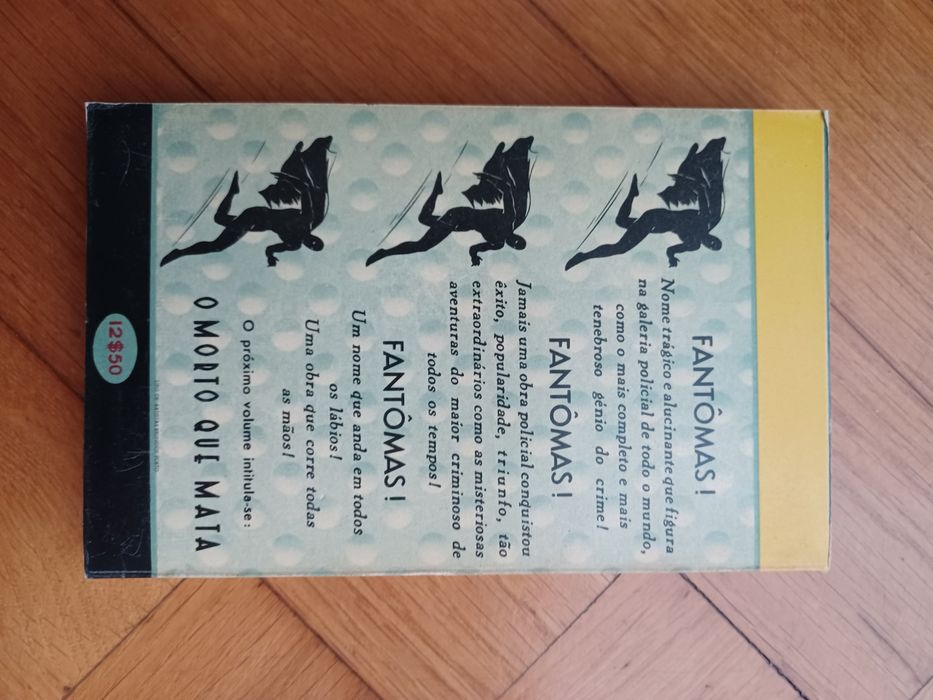 FANTÔMAS!
Nome trágico e alucinante que figura
na galeria policial de todo o mundo,
como o mais completo e mais
tenebroso génio do crime!
FANTÔMAS!
Jamais uma obra policial conquistou
êxito, popularidade, triunfo, tão
extraordinários como as misteriosas
aventuras do maior criminoso de
todos os tempos!
FANTÔMAS!
Um nome que anda em todos
os lábios!
Uma obra que corre todas
as mãos!
O próximo volume intitula-se:
O MORTO QUE MATA
12$50